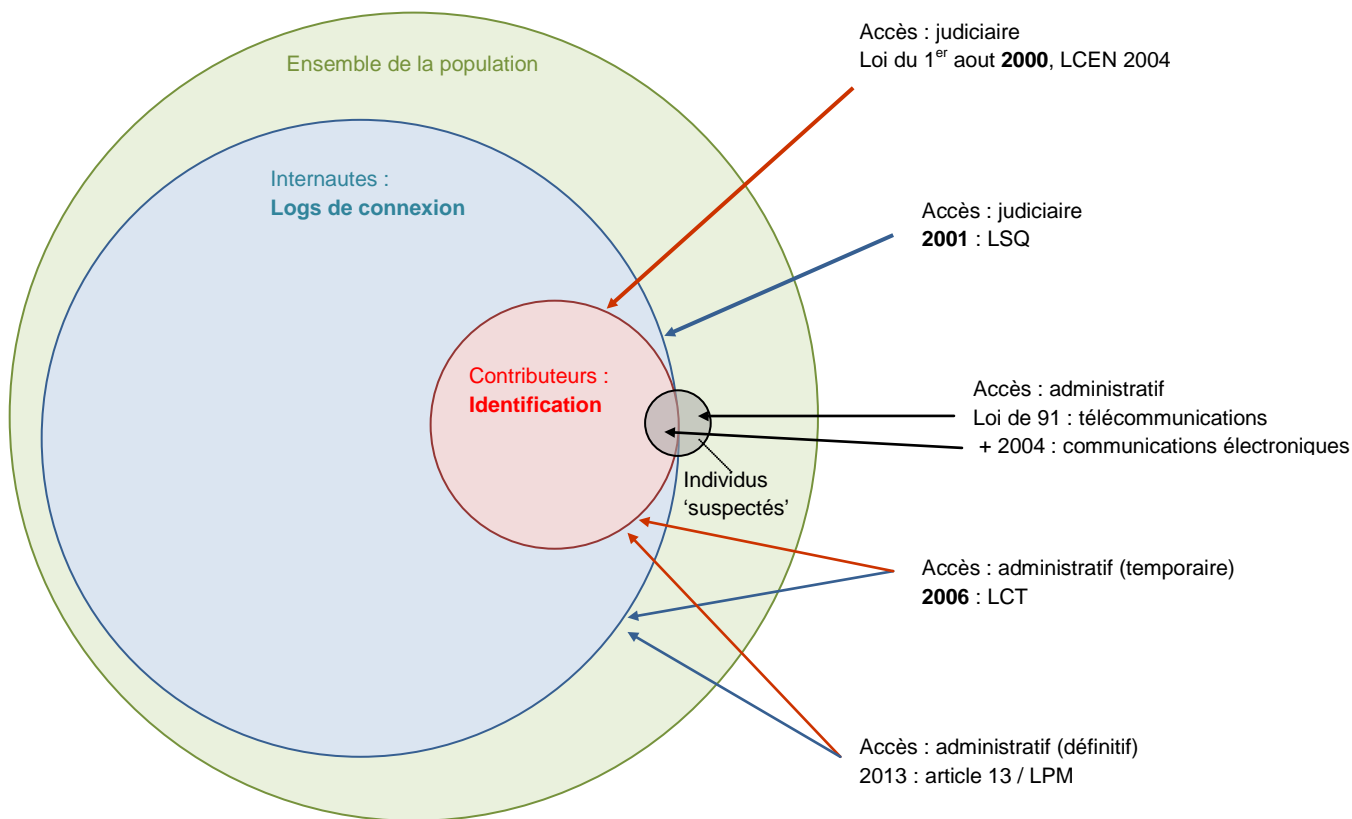 Accès : judiciaire
Loi du 1er aout 2000, LCEN 2004
Ensemble de la population
Internautes :
Logs de connexion
Accès : judiciaire
2001 : LSQ
Contributeurs :
Identification
Accès : administratif
Loi de 91 : télécommunications
+ 2004 : communications électroniques
Individus
‘suspectés’
Accès : administratif (temporaire)
2006 : LCT
Accès : administratif (définitif)
2013 : article 13 / LPM